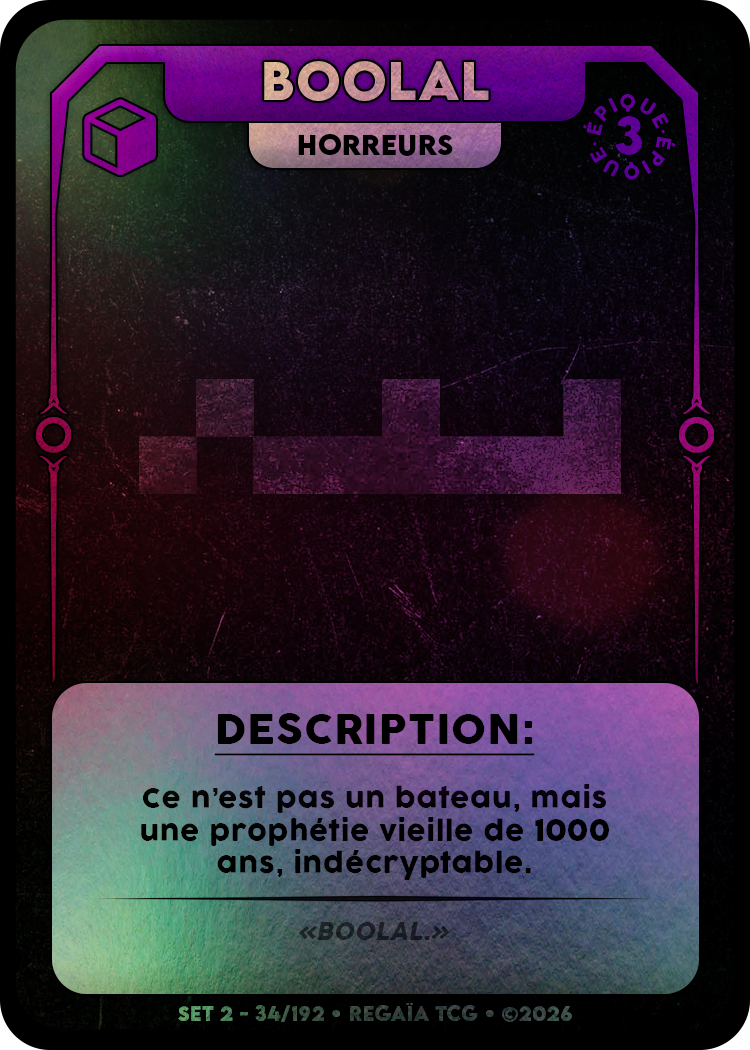 BOOLAL
HORREURS
ÉPIQUE·ÉPIQUE·
3
DESCRIPTION:
Ce n'est pas un bateau, mais
une prophétie vieille de 1000
ans, indécryptable.
«BOOLAL.»
SET 2 - 34/192 • REGAÏA TCG • ©2026